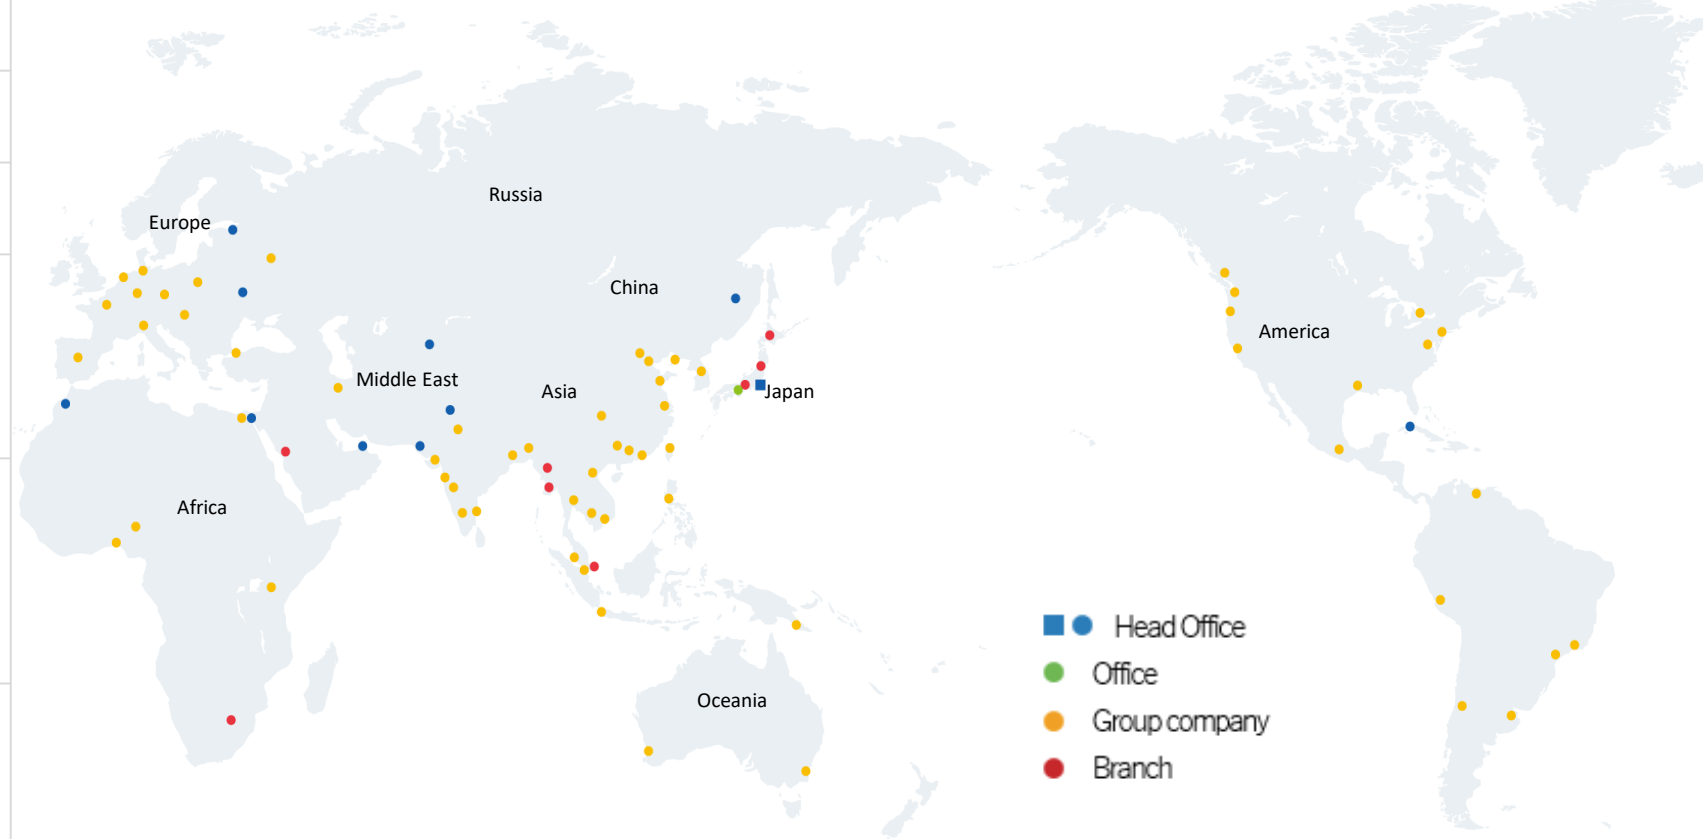 Russia
Europe
China
America
Middle East
Asia
Japan
Africa
Head Office
Office
Oceania
Group company
Branch